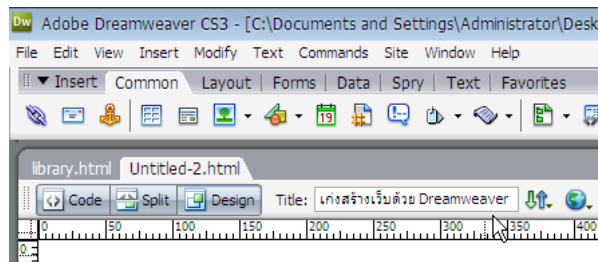 Dw Adobe Dreamweaver CS3 - [C:\Documents and Settings\Administrator\Desk
File Edit View Insert Modify Text Commands Site Window Help
▼ Insert Common Layout Forms Data Spry Text Favorites
19
library.html Untitled-2.html
Code Split Design Title: เก่งสร้างเว็บด้วย Dreamweaver
0 50 100 150 200 250 300 350 400
0